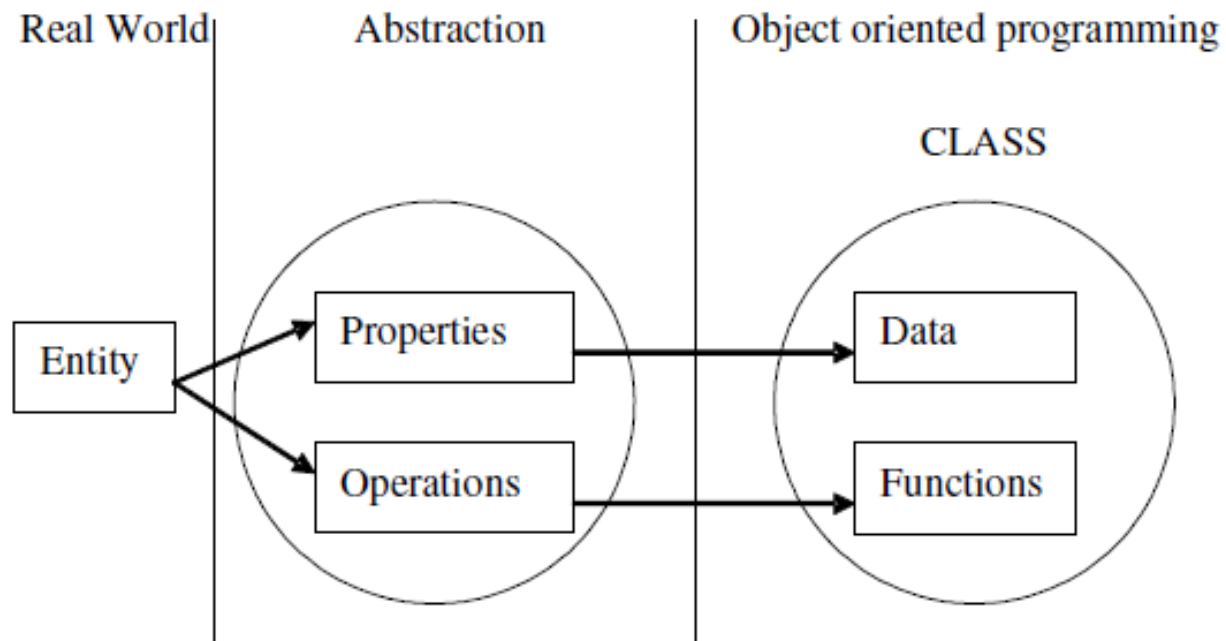 Real World
Abstraction
Object oriented programming
CLASS
Entity
Properties
Data
Operations
Functions